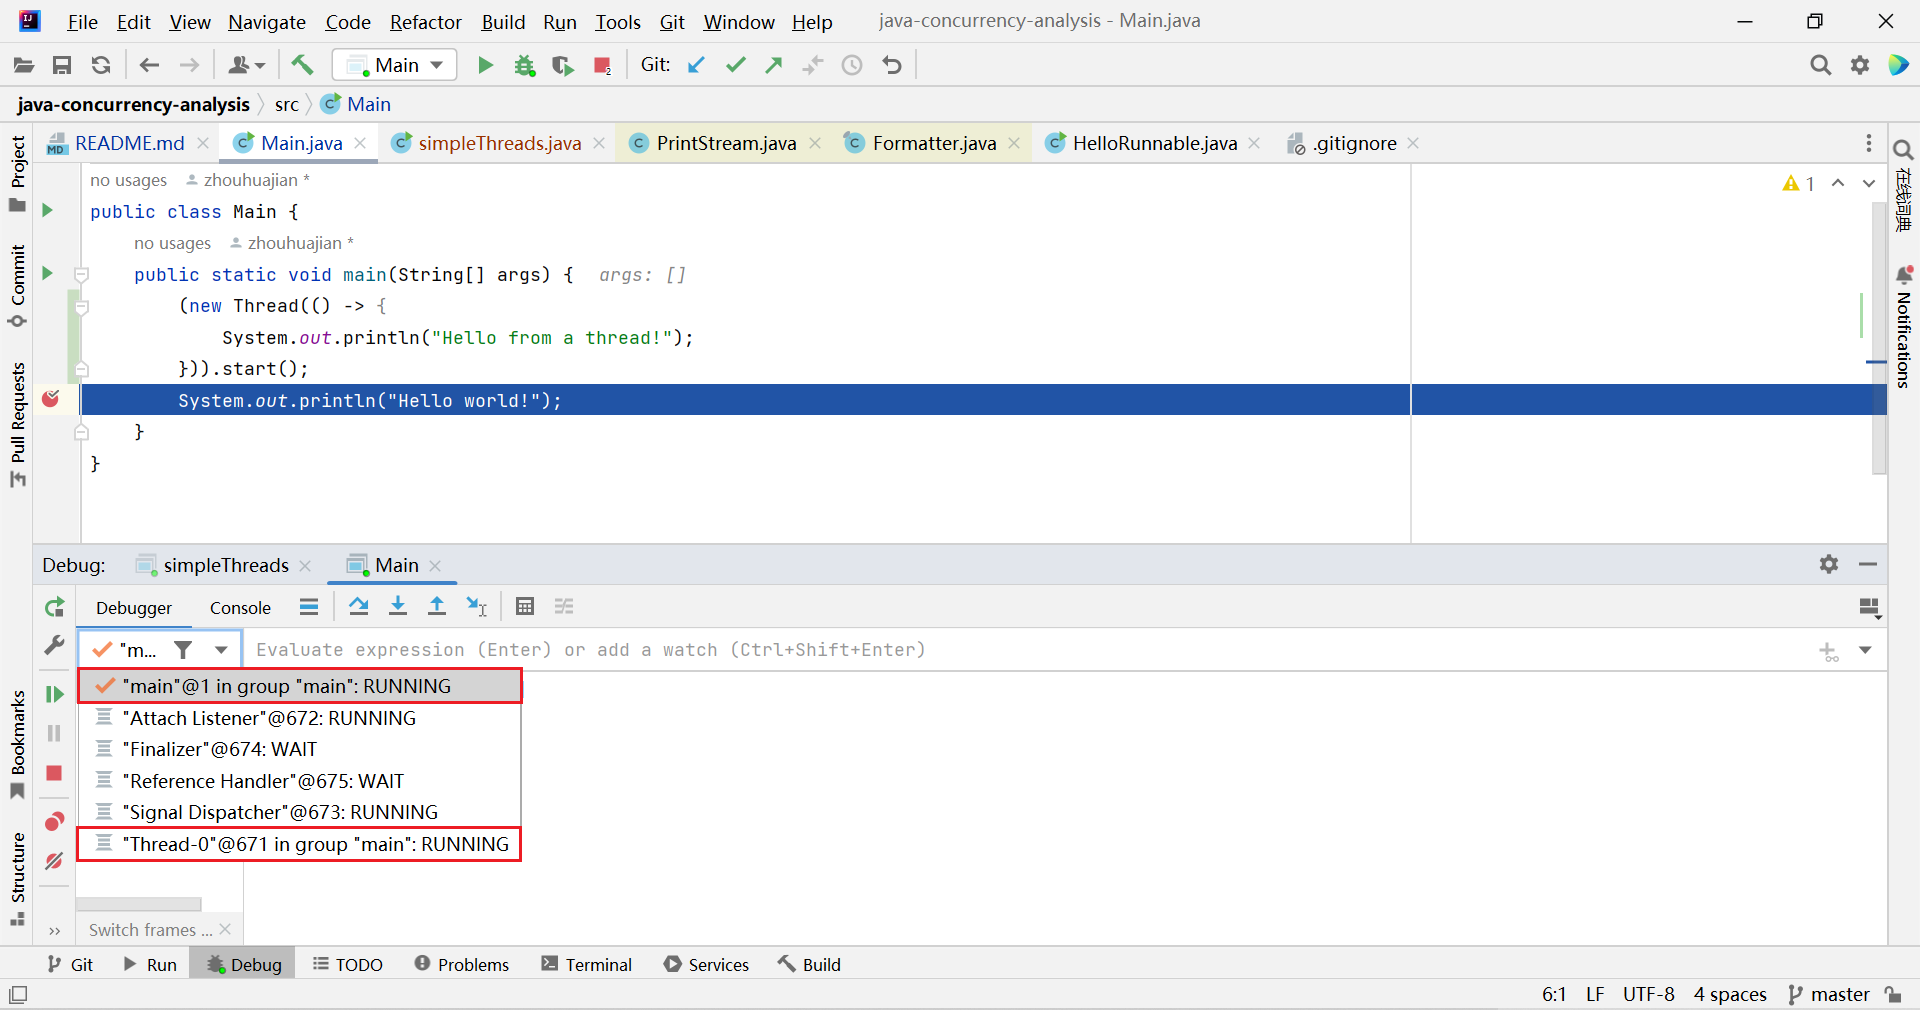 File Edit View Navigate Code Refactor Build Run Tools Git Window Help java-concurrency-analysis - Main.java
Main Git:
java-concurrency-analysis src Main
README.md Main.java simpleThreads.java PrintStream.java Formatter.java HelloRunnable.java .gitignore
no usages zhouhuajian *
1
public class Main {
no usages zhouhuajian *
public static void main(String[] args) { args: []
(new Thread(() -> {
System.out.println("Hello from a thread!");
})).start();
System.out.println("Hello world!");
}
}
Project
Commit
Pull Requests
Bookmarks
Structure
在线词典
Notifications
Debug: simpleThreads Main
Debugger Console
"m... Evaluate expression (Enter) or add a watch (Ctrl+Shift+Enter)
"main"@1 in group "main": RUNNING
"Attach Listener"@672: RUNNING
"Finalizer"@674: WAIT
"Reference Handler"@675: WAIT
"Signal Dispatcher"@673: RUNNING
"Thread-0"@671 in group "main": RUNNING
Switch frames ...
Git Run Debug TODO Problems Terminal Services Build
6:1 LF UTF-8 4 spaces master